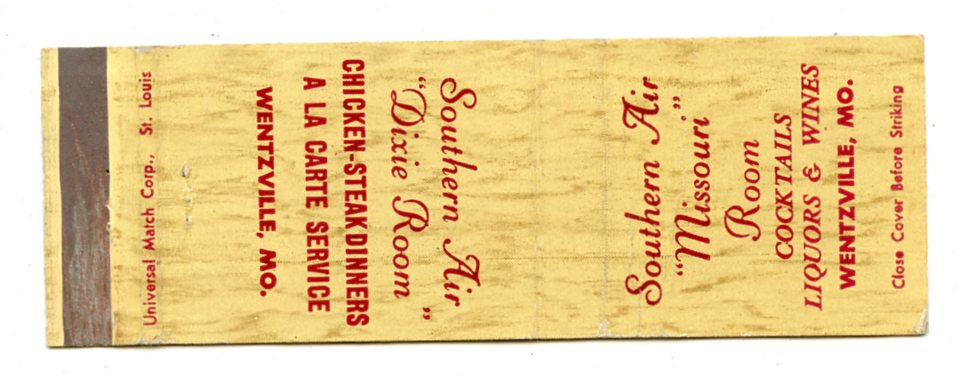 Southern Air
"Missouri"
Room
COCKTAILS
LIQUORS & WINES
WENTZVILLE, MO.
Close Cover Before Striking
Southern Air
"Dixie Room"
CHICKEN-STEAK DINNERS
A LA CARTE SERVICE
WENTZVILLE, MO.
Universal Match Corp., St. Louis